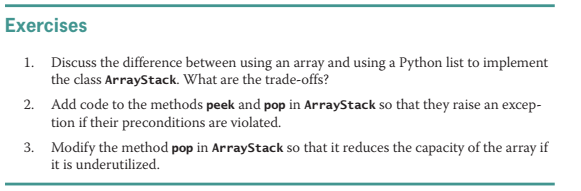 Exercises
1. Discuss the difference between using an array and using a Python list to implement
the class ArrayStack. What are the trade-offs?
2. Add code to the methods peek and pop in ArrayStack so that they raise an excep-
tion if their preconditions are violated.
3. Modify the method pop in ArrayStack so that it reduces the capacity of the array if
it is underutilized.